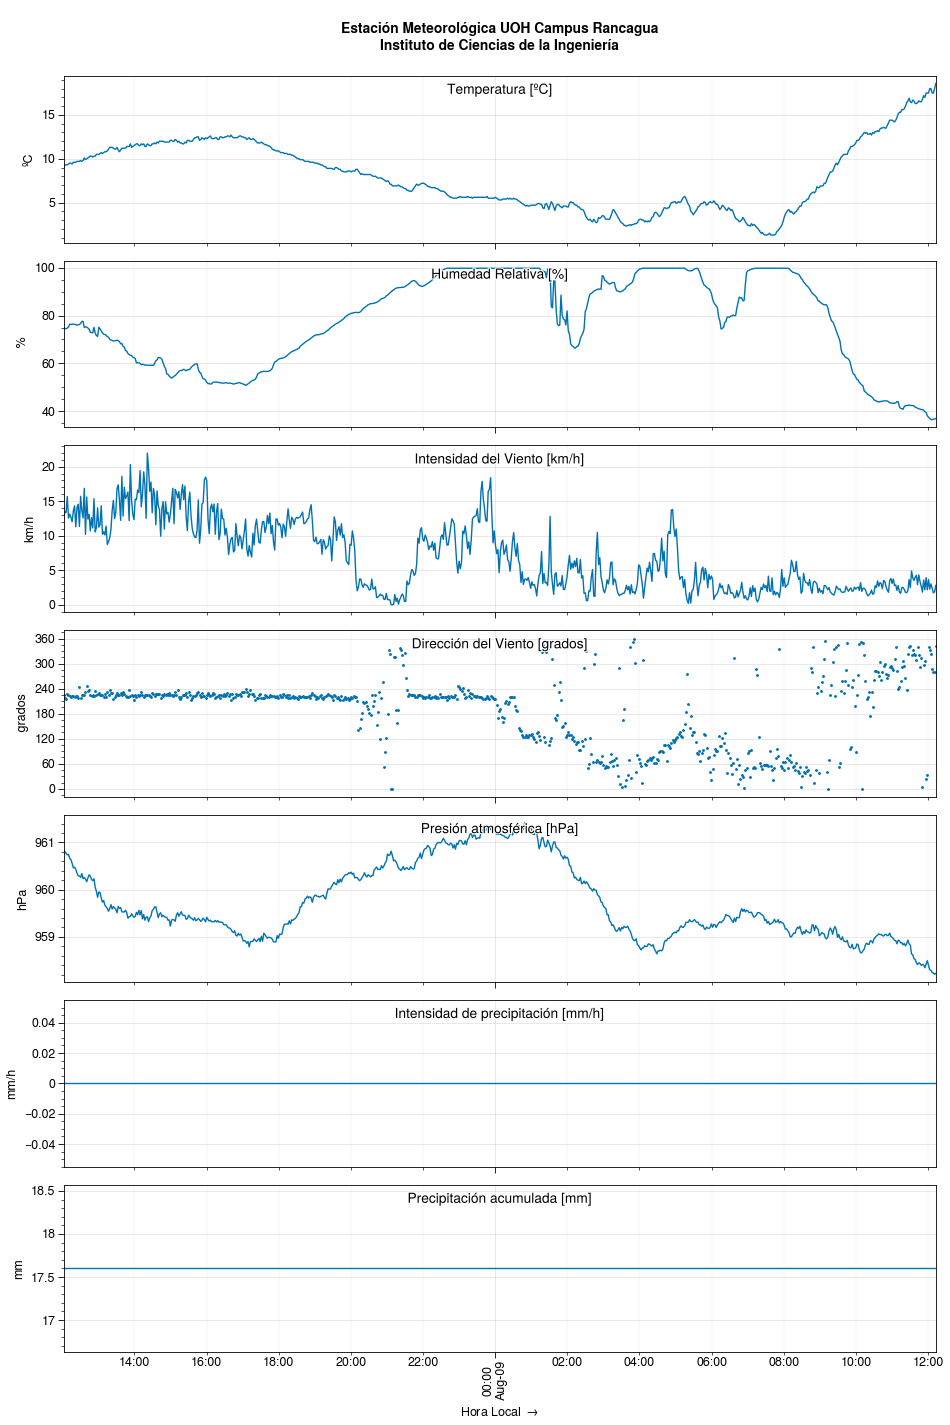 Estación Meteorológica UOH Campus Rancagua
Instituto de Ciencias de la Ingeniería
Temperatura [ºC]
15
10
5
ºC
Humedad Relativa [%]
100
80
60
40
%
Intensidad del Viento [km/h]
20
15
10
5
0
km/h
Dirección del Viento [grados]
360
300
240
180
120
60
0
grados
Presión atmosférica [hPa]
961
960
959
hPa
Intensidad de precipitación [mm/h]
0.04
0.02
0
−0.02
−0.04
mm/h
Precipitación acumulada [mm]
18.5
18
17.5
17
mm
14:00 16:00 18:00 20:00 22:00 00:00 02:00 04:00 06:00 08:00 10:00 12:00
Aug-09
Hora Local →